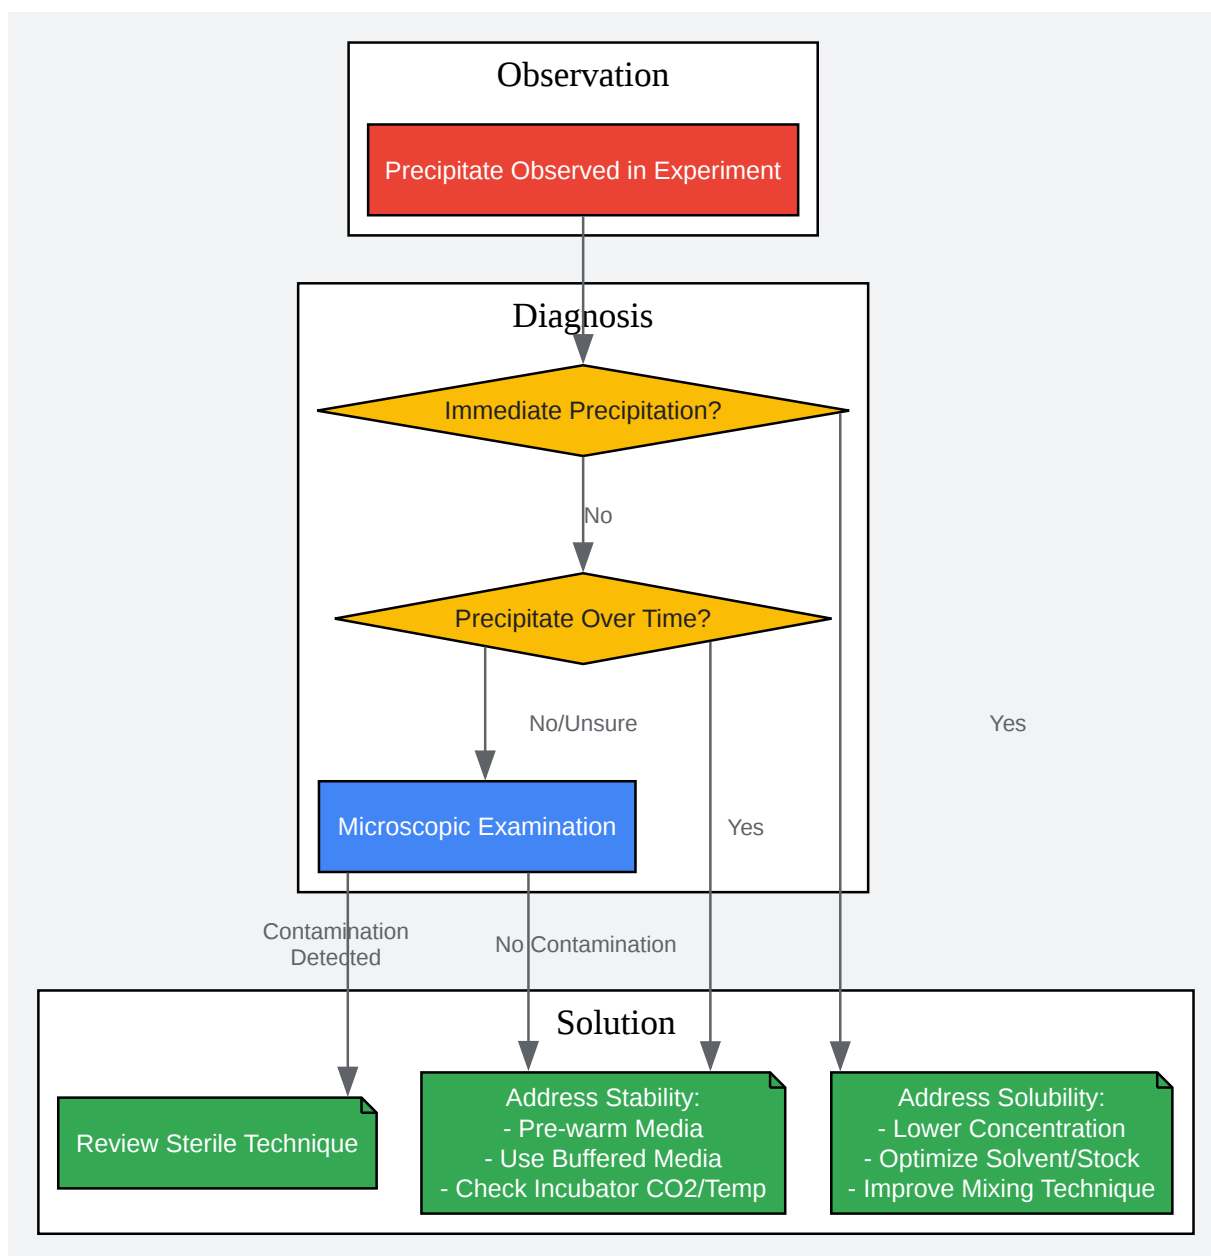 Observation
Precipitate Observed in Experiment
Diagnosis
Immediate Precipitation?
No
Precipitate Over Time?
No/Unsure
Yes
Microscopic Examination
Yes
Contamination
Detected
No Contamination
Solution
Review Sterile Technique
Address Stability:
- Pre-warm Media
- Use Buffered Media
- Check Incubator CO2/Temp
Address Solubility:
- Lower Concentration
- Optimize Solvent/Stock
- Improve Mixing Technique